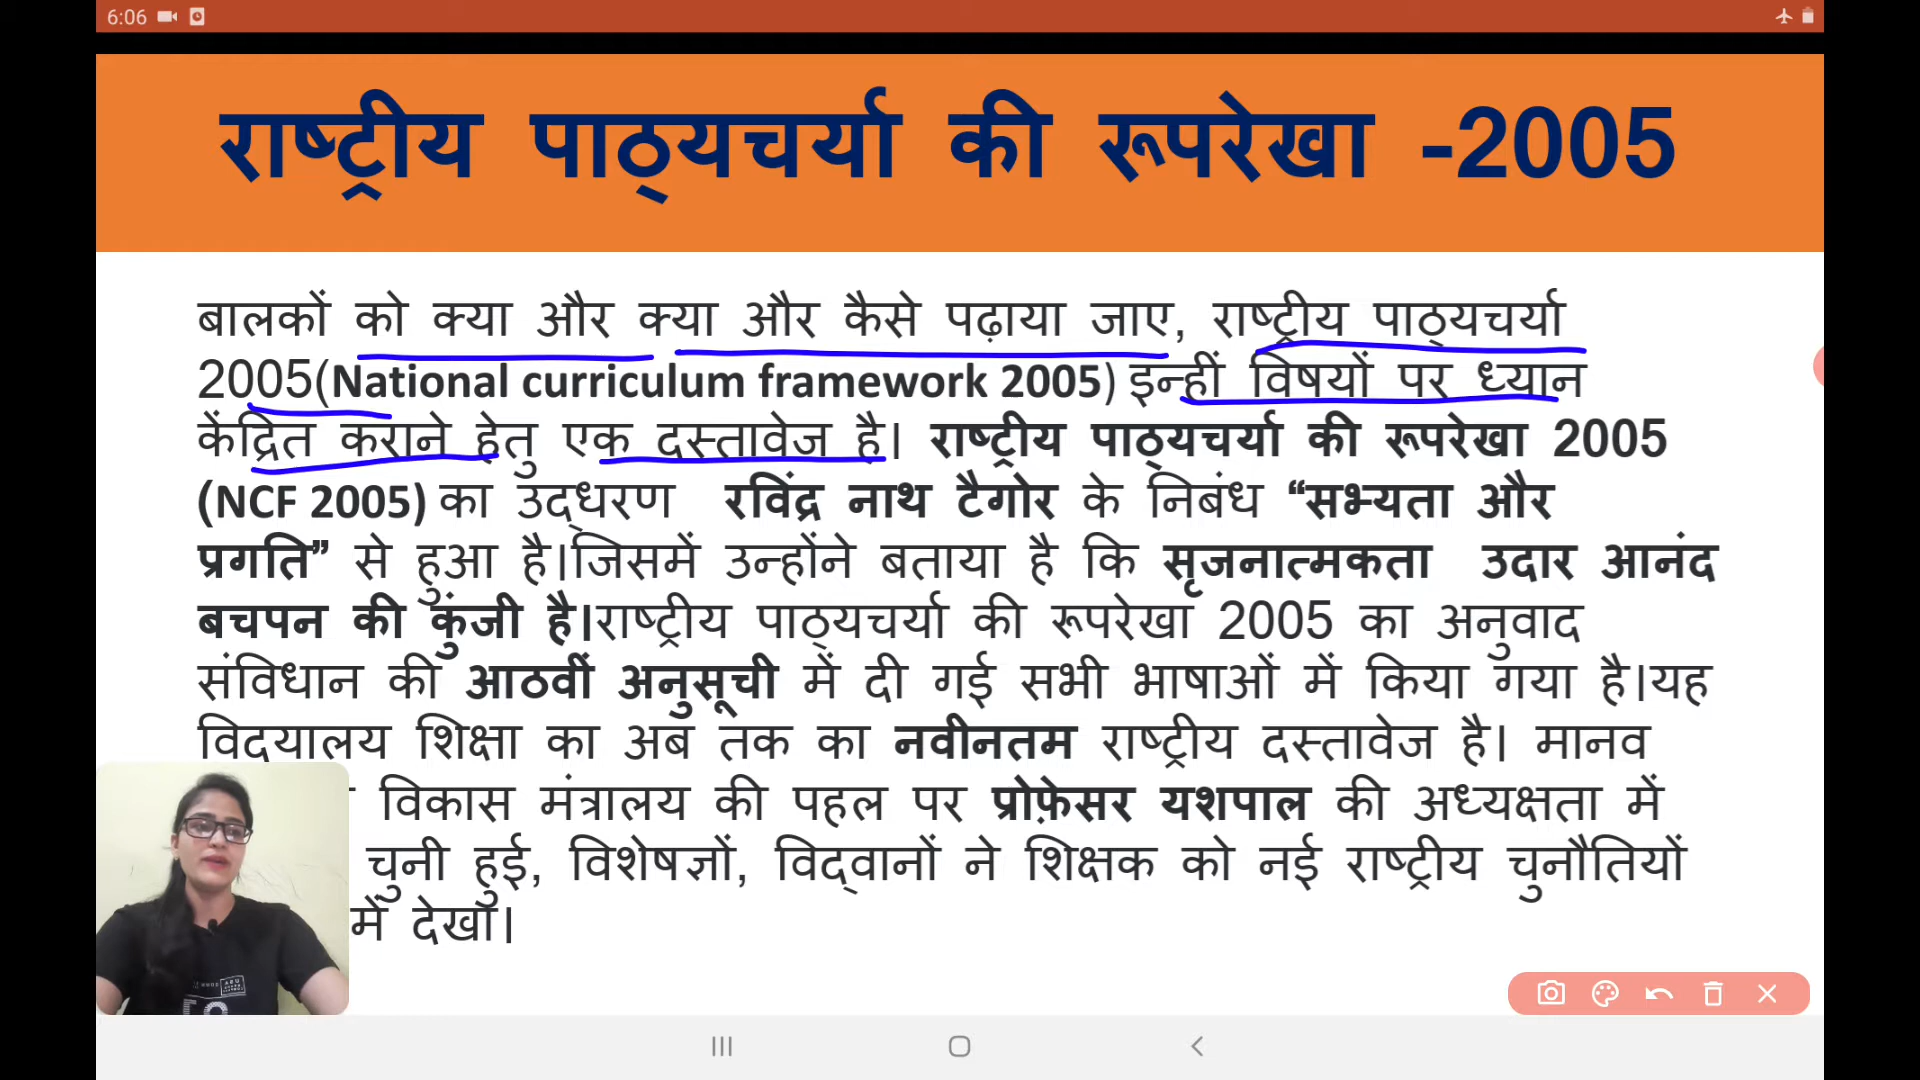 6:06
राष्ट्रीय पाठ्यचर्या की रूपरेखा -2005
बालकों को क्या और क्या और कैसे पढ़ाया जाए, राष्ट्रीय पाठ्यचर्या
2005(National curriculum framework 2005) इन्हीं विषयों पर ध्यान
केंद्रित कराने हेतु एक दस्तावेज है। राष्ट्रीय पाठ्यचर्या की रूपरेखा 2005
(NCF 2005) का उद्धरण रविंद्र नाथ टैगोर के निबंध “सभ्यता और
प्रगति” से हुआ है।जिसमें उन्होंने बताया है कि सृजनात्मकता उदार आनंद
बचपन की कुंजी है।राष्ट्रीय पाठ्यचर्या की रूपरेखा 2005 का अनुवाद
संविधान की आठवीं अनुसूची में दी गई सभी भाषाओं में किया गया है।यह
विद्यालय शिक्षा का अब तक का नवीनतम राष्ट्रीय दस्तावेज है। मानव
विकास मंत्रालय की पहल पर प्रोफ़ेसर यशपाल की अध्यक्षता में
चुनी हुई, विशेषज्ञों, विद्वानों ने शिक्षक को नई राष्ट्रीय चुनौतियों
में देखा।